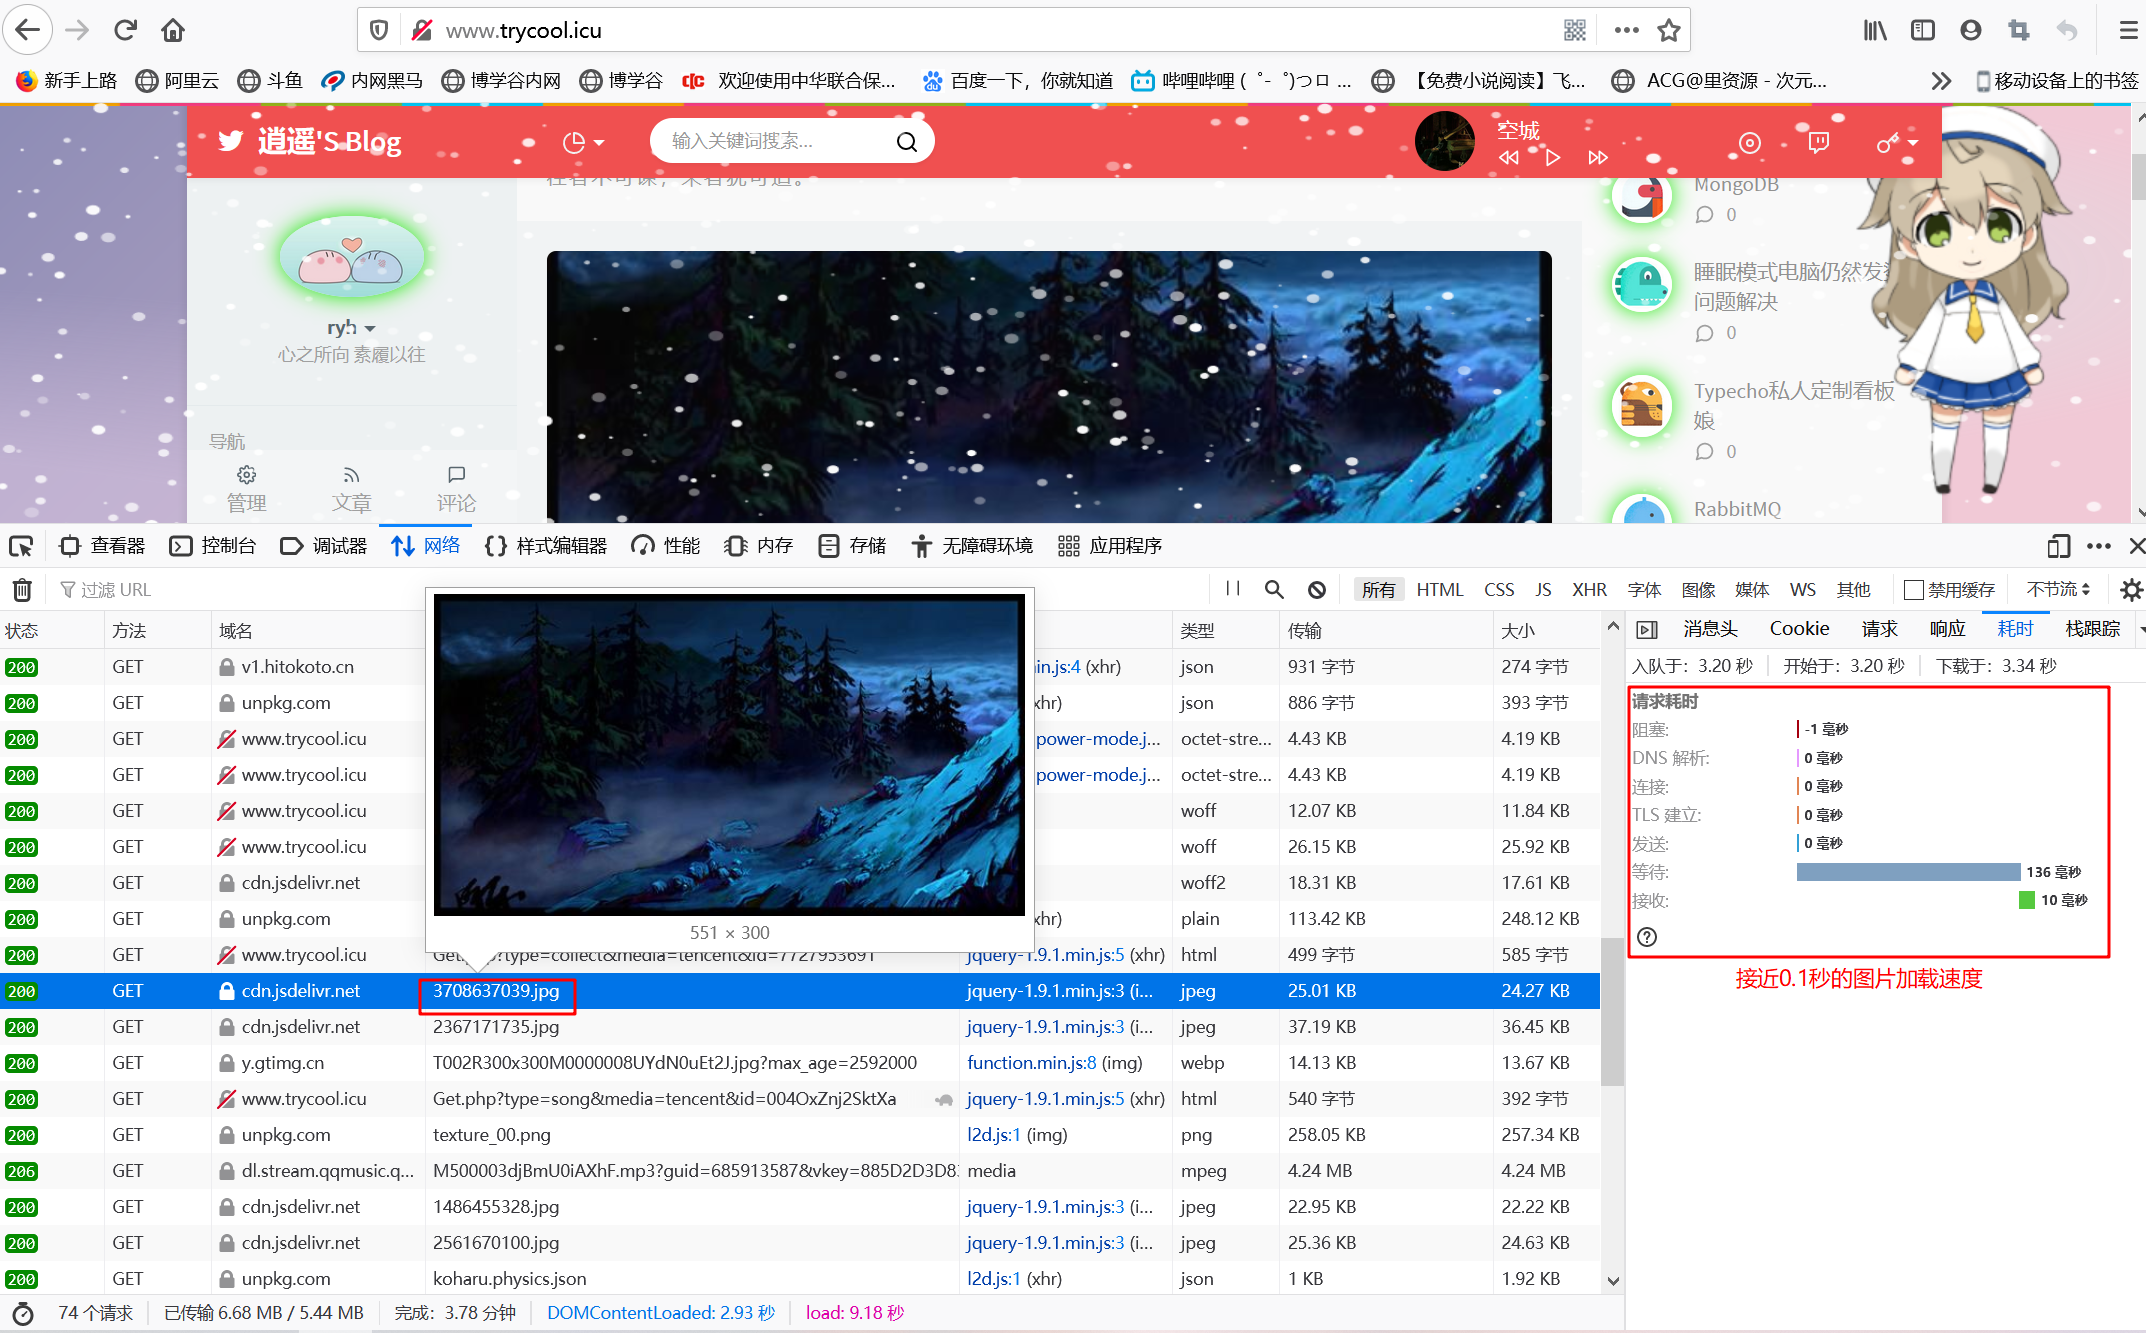 www.trycool.icu
新手上路 阿里云 斗鱼 内网黑马 博学谷内网 博学谷 欢迎使用中华联合保... 百度一下，你就知道 哔哩哔哩 (゜-゜)つロ ... 【免费小说阅读】飞... ACG@里资源 - 次元... 移动设备上的书签
逍遥'S Blog 输入关键词搜索... 空城
往者不可谏，来者犹可追。
MongoDB
0
睡眠模式电脑仍然发
问题解决
0
Typecho私人定制看板
娘
0
RabbitMQ
ryh
心之所向 素履以往
导航
管理 文章 评论
查看器 控制台 调试器 网络 样式编辑器 性能 内存 存储 无障碍环境 应用程序
过滤 URL 所有 HTML CSS JS XHR 字体 图像 媒体 WS 其他 禁用缓存 不节流
状态 方法 域名 类型 传输 大小
200 GET v1.hitokoto.cn in.js:4 (xhr) json 931 字节 274 字节
200 GET unpkg.com xhr) json 886 字节 393 字节
200 GET www.trycool.icu power-mode.j... octet-stre... 4.43 KB 4.19 KB
200 GET www.trycool.icu power-mode.j... octet-stre... 4.43 KB 4.19 KB
200 GET www.trycool.icu woff 12.07 KB 11.84 KB
200 GET www.trycool.icu woff 26.15 KB 25.92 KB
200 GET cdn.jsdelivr.net woff2 18.31 KB 17.61 KB
200 GET unpkg.com xhr) plain 113.42 KB 248.12 KB
551 × 300
200 GET www.trycool.icu Get.php?type=collect&media=tencent&id=7727953691 jquery-1.9.1.min.js:5 (xhr) html 499 字节 585 字节
200 GET cdn.jsdelivr.net 3708637039.jpg jquery-1.9.1.min.js:3 (i... jpeg 25.01 KB 24.27 KB
200 GET cdn.jsdelivr.net 2367171735.jpg jquery-1.9.1.min.js:3 (i... jpeg 37.19 KB 36.45 KB
200 GET y.gtimg.cn T002R300x300M0000008UYdN0uEt2J.jpg?max_age=2592000 function.min.js:8 (img) webp 14.13 KB 13.67 KB
200 GET www.trycool.icu Get.php?type=song&media=tencent&id=004OxZnj2SktXa jquery-1.9.1.min.js:5 (xhr) html 540 字节 392 字节
200 GET unpkg.com texture_00.png l2d.js:1 (img) png 258.05 KB 257.34 KB
206 GET dl.stream.qqmusic.q... M500003djBmU0iAXhF.mp3?guid=685913587&vkey=885D2D3D83 media mpeg 4.24 MB 4.24 MB
200 GET cdn.jsdelivr.net 1486455328.jpg jquery-1.9.1.min.js:3 (i... jpeg 22.95 KB 22.22 KB
200 GET cdn.jsdelivr.net 2561670100.jpg jquery-1.9.1.min.js:3 (i... jpeg 25.36 KB 24.63 KB
200 GET unpkg.com koharu.physics.json l2d.js:1 (xhr) json 1 KB 1.92 KB
74 个请求 已传输 6.68 MB / 5.44 MB 完成：3.78 分钟 DOMContentLoaded: 2.93 秒 load: 9.18 秒
消息头 Cookie 请求 响应 耗时 栈跟踪
入队于：3.20 秒 开始于：3.20 秒 下载于：3.34 秒
请求耗时
阻塞: -1 毫秒
DNS 解析: 0 毫秒
连接: 0 毫秒
TLS 建立: 0 毫秒
发送: 0 毫秒
等待: 136 毫秒
接收: 10 毫秒
接近0.1秒的图片加载速度